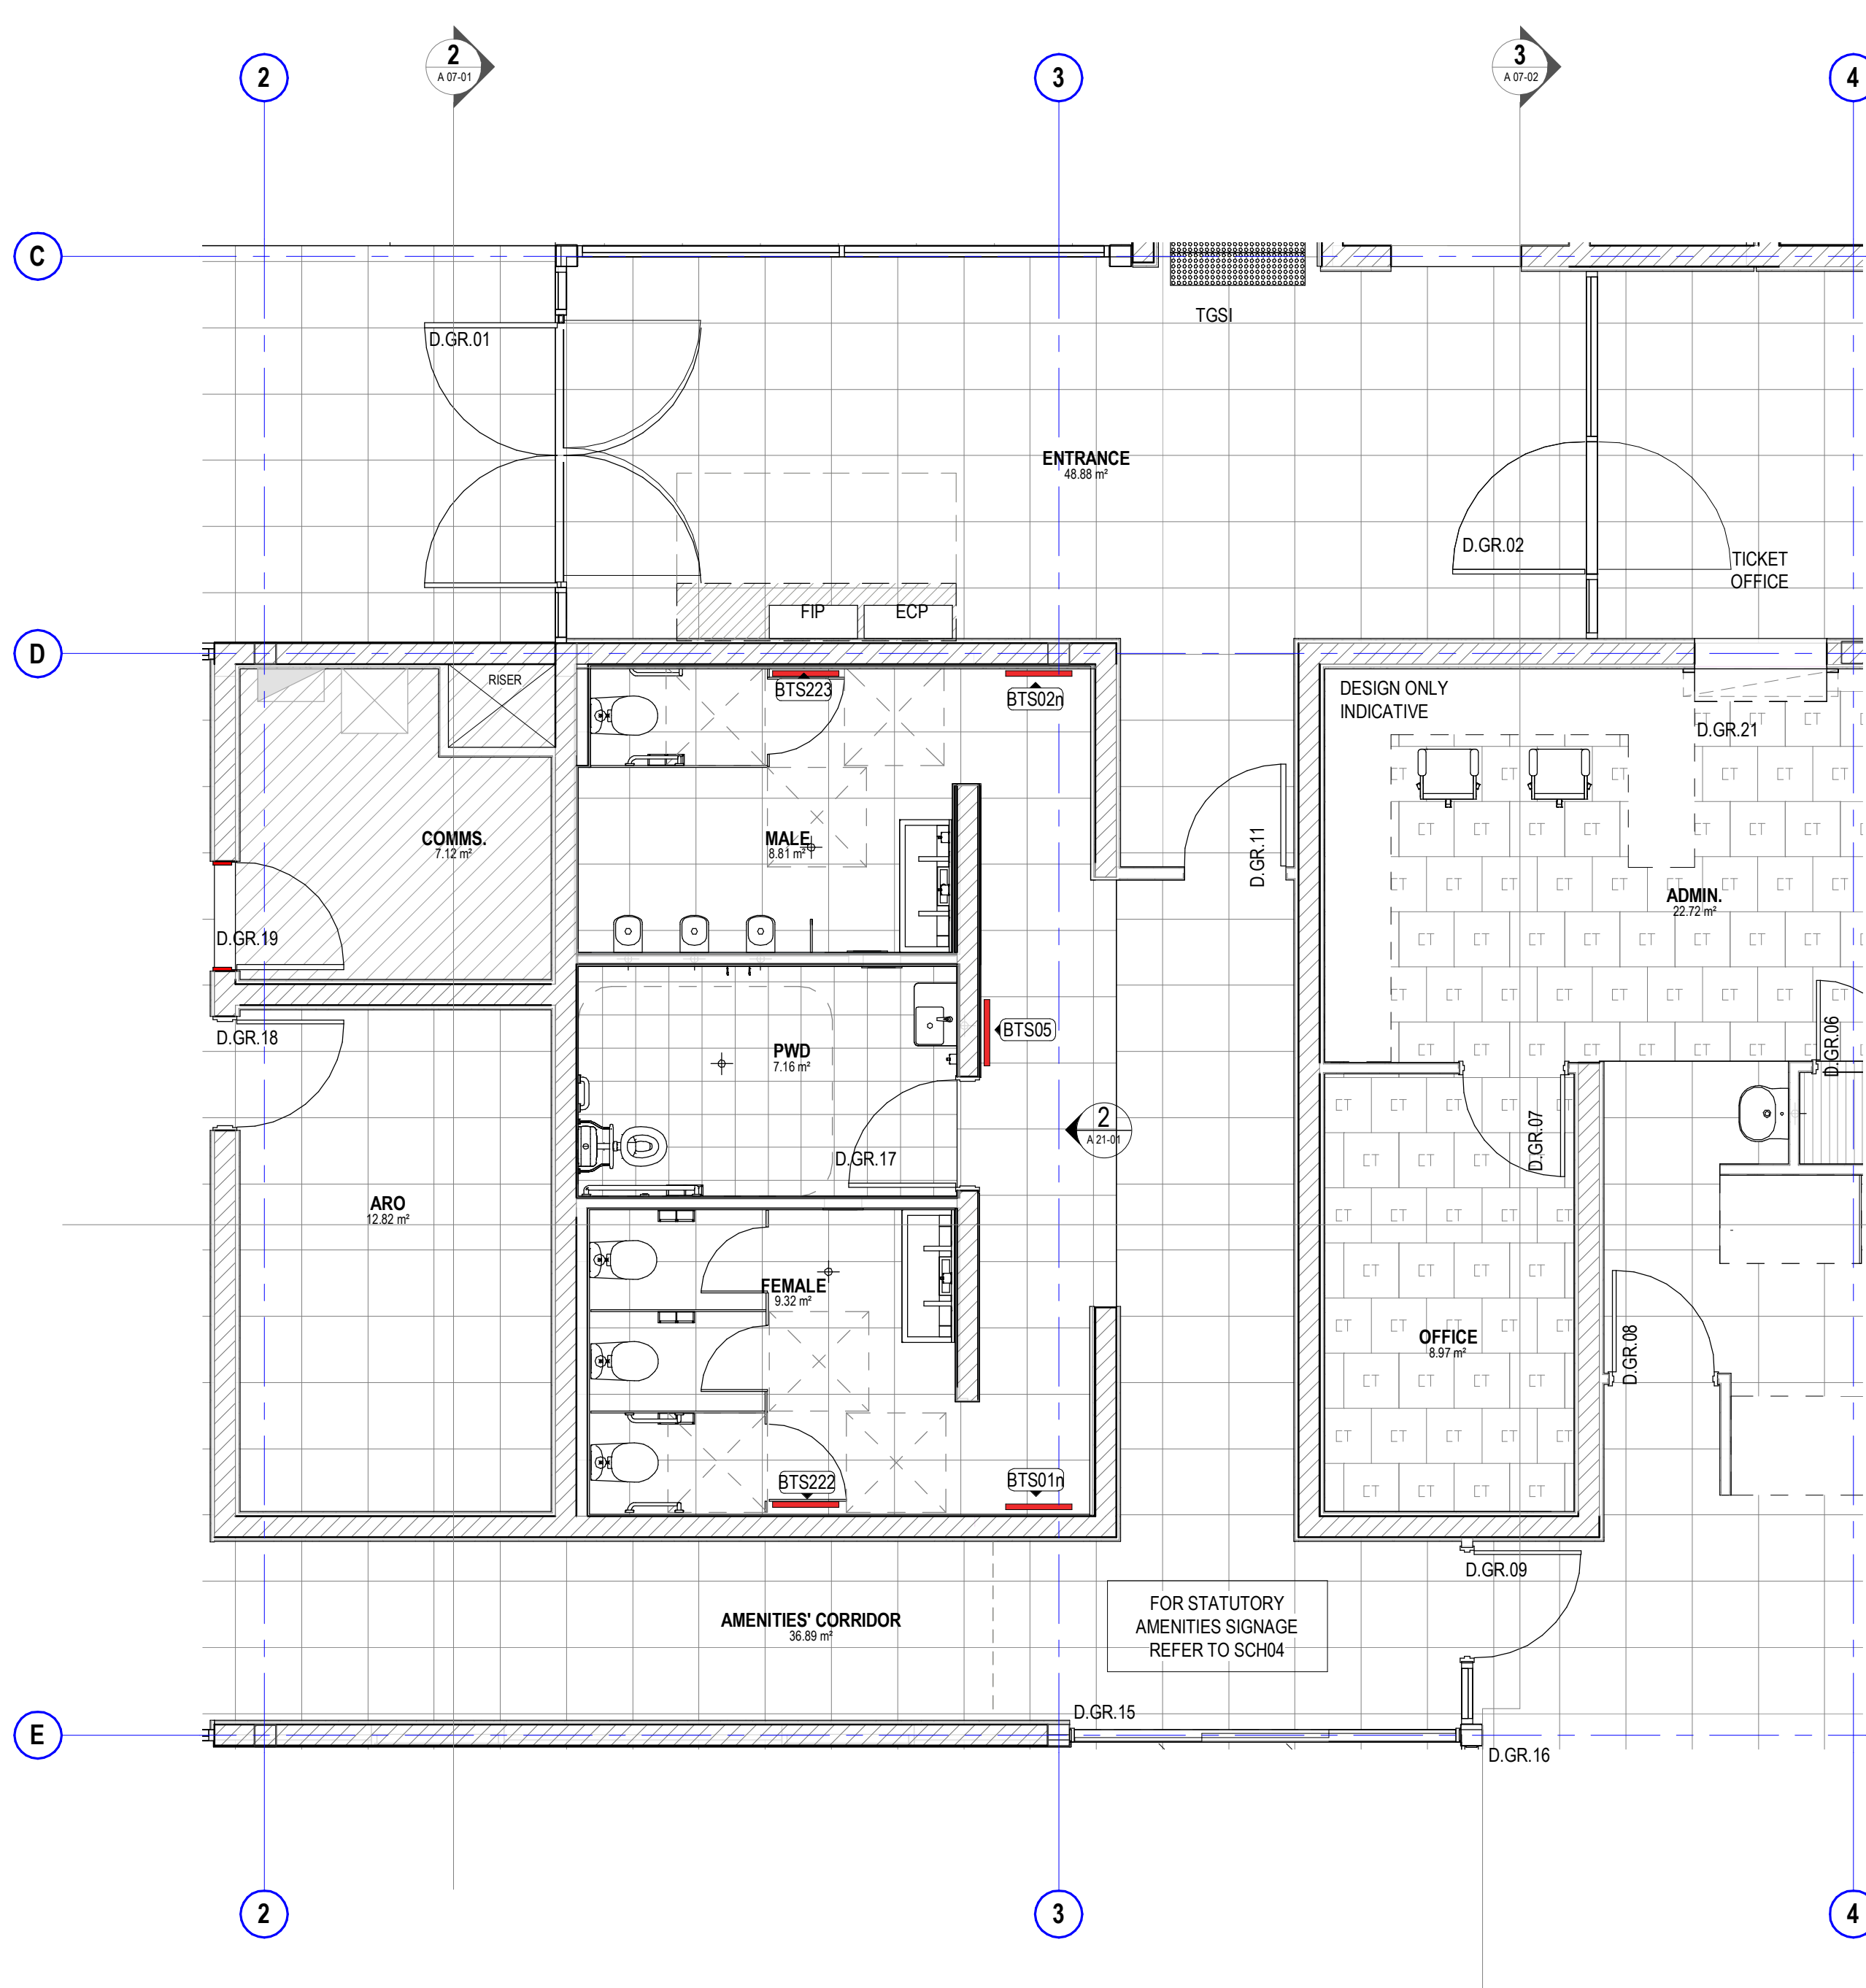 2
A 07-01
3
A 07-02
2
3
4
C
D.GR.01
TGSI
ENTRANCE
48.88 m²
D.GR.02
TICKET
OFFICE
FIP
ECP
D
RISER
BTS223
BTS02n
DESIGN ONLY
INDICATIVE
D.GR.21
COMMS.
7.12 m²
MALE
8.81 m²
D.GR.11
ADMIN.
22.72 m²
D.GR.19
D.GR.18
BTS05
D.GR.06
PWD
7.16 m²
2
A 21-01
D.GR.07
D.GR.17
ARO
12.82 m²
FEMALE
9.32 m²
OFFICE
8.97 m²
D.GR.08
BTS222
BTS01n
D.GR.09
AMENITIES' CORRIDOR
36.89 m²
FOR STATUTORY
AMENITIES SIGNAGE
REFER TO SCH04
D.GR.15
E
D.GR.16
2
3
4